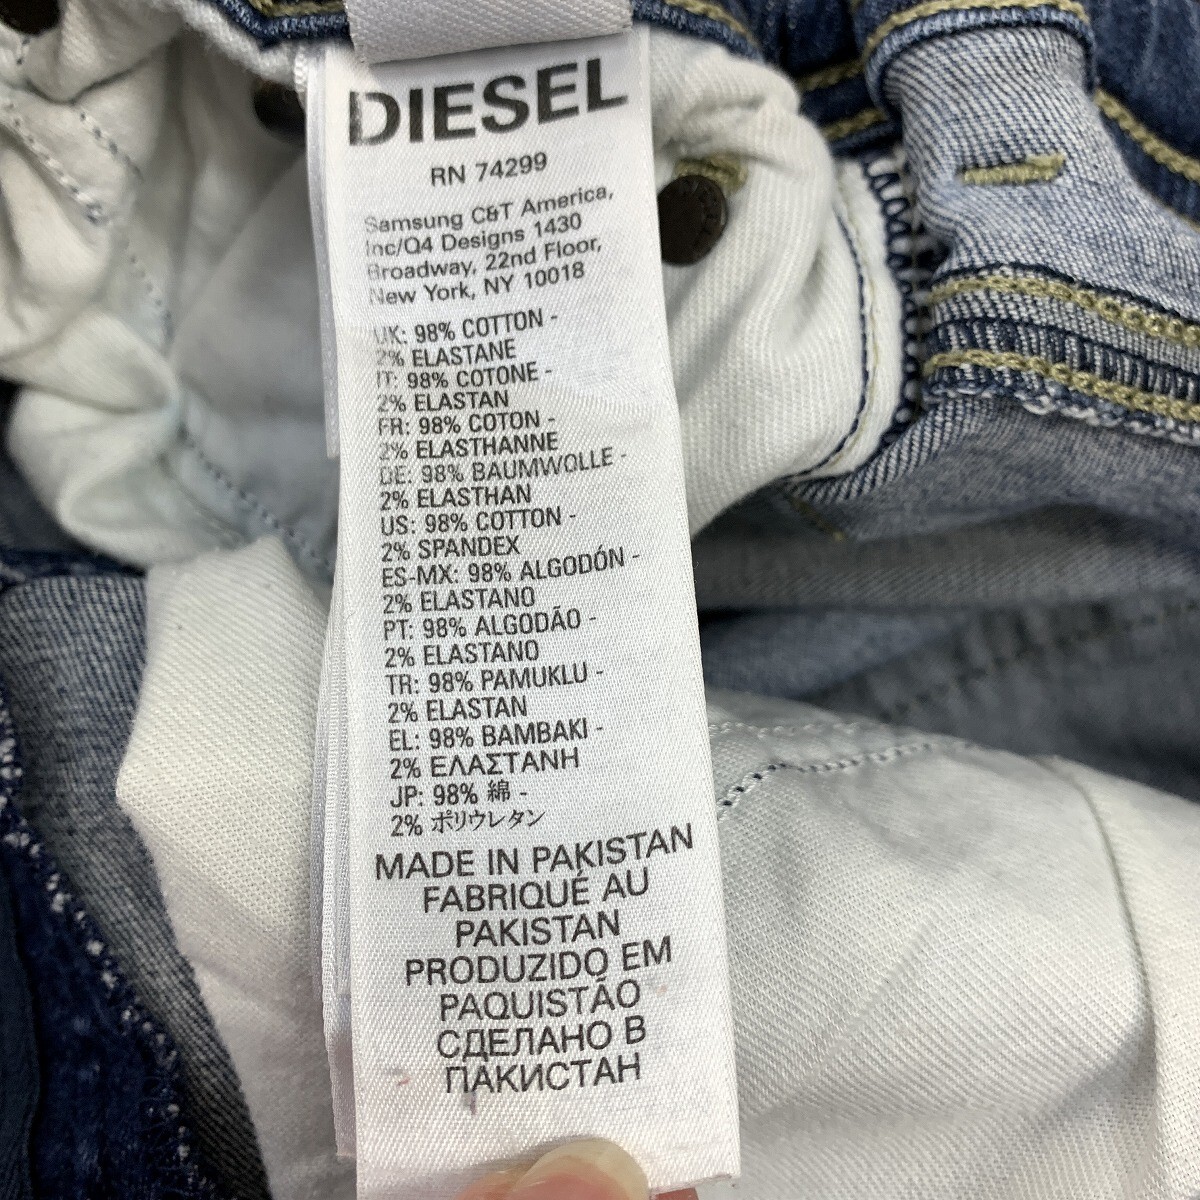 DIESEL
RN 74299
Samsung C&T America,
Inc/Q4 Designs 1430
Broadway, 22nd Floor,
New York, NY 10018
UK: 98% COTTON -
2% ELASTANE
IT: 98% COTONE -
2% ELASTAN
FR: 98% COTON -
2% ELASTHANNE
DE: 98% BAUMWOLLE -
2% ELASTHAN
US: 98% COTTON -
2% SPANDEX
ES-MX: 98% ALGODÓN -
2% ELASTANO
PT: 98% ALGODÃO -
2% ELASTANO
TR: 98% PAMUKLU -
2% ELASTAN
EL: 98% BAMBAKI -
2% ΕΛΑΣΤΑΝΗ
JP: 98% 綿 -
2% ポリウレタン
MADE IN PAKISTAN
FABRIQUÉ AU
PAKISTAN
PRODUZIDO EM
PAQUISTÃO
СДЕЛАНО В
ПАКИСТАН